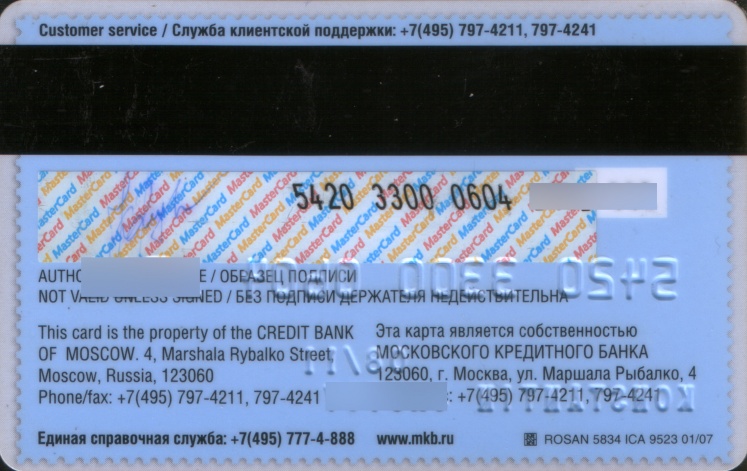 Customer service / Служба клиентской поддержки: +7(495) 797-4211, 797-4241
MasterCard
5420 3300 0604
/ ОБРАЗЕЦ ПОДПИСИ
NOT VALID UNLESS SIGNED / БЕЗ ПОДПИСИ ДЕРЖАТЕЛЯ НЕДЕЙСТВИТЕЛЬНА
This card is the property of the CREDIT BANK
OF MOSCOW. 4, Marshala Rybalko Street,
Moscow, Russia, 123060
Phone/fax: +7(495) 797-4211, 797-4241
Эта карта является собственностью
МОСКОВСКОГО КРЕДИТНОГО БАНКА
123060, г. Москва, ул. Маршала Рыбалко, 4
: +7(495) 797-4211, 797-4241
Единая справочная служба: +7(495) 777-4-888 www.mkb.ru
ROSAN 5834 ICA 9523 01/07